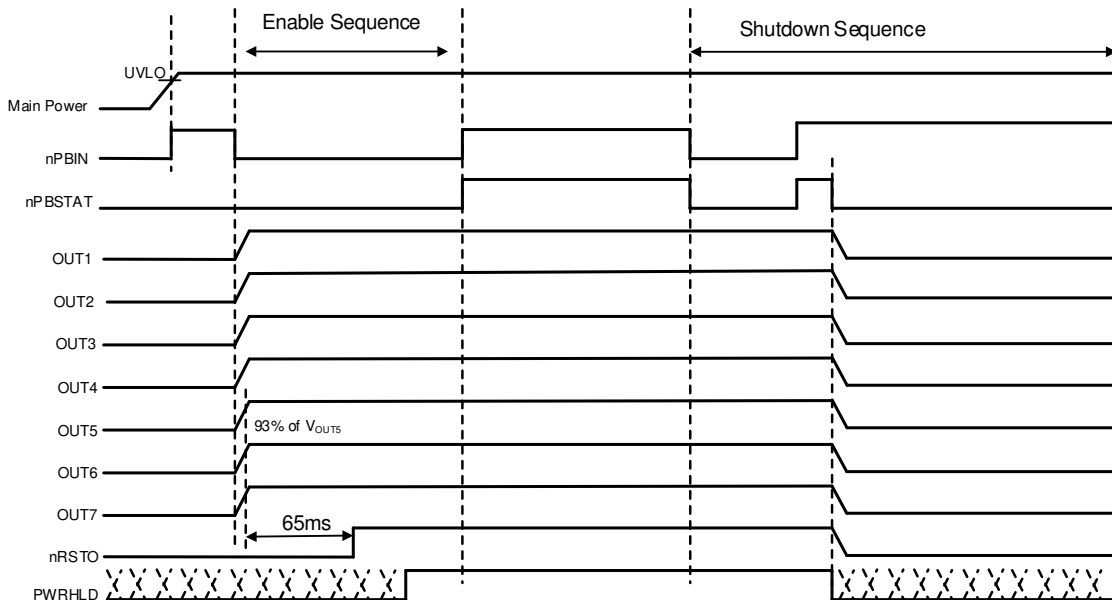 Enable Sequence
Shutdown Sequence
UVLO
Main Power
nPBIN
nPBSTAT
OUT1
OUT2
OUT3
OUT4
OUT5
93% of VOUT5
OUT6
OUT7
65ms
nRSTO
PWRHLD